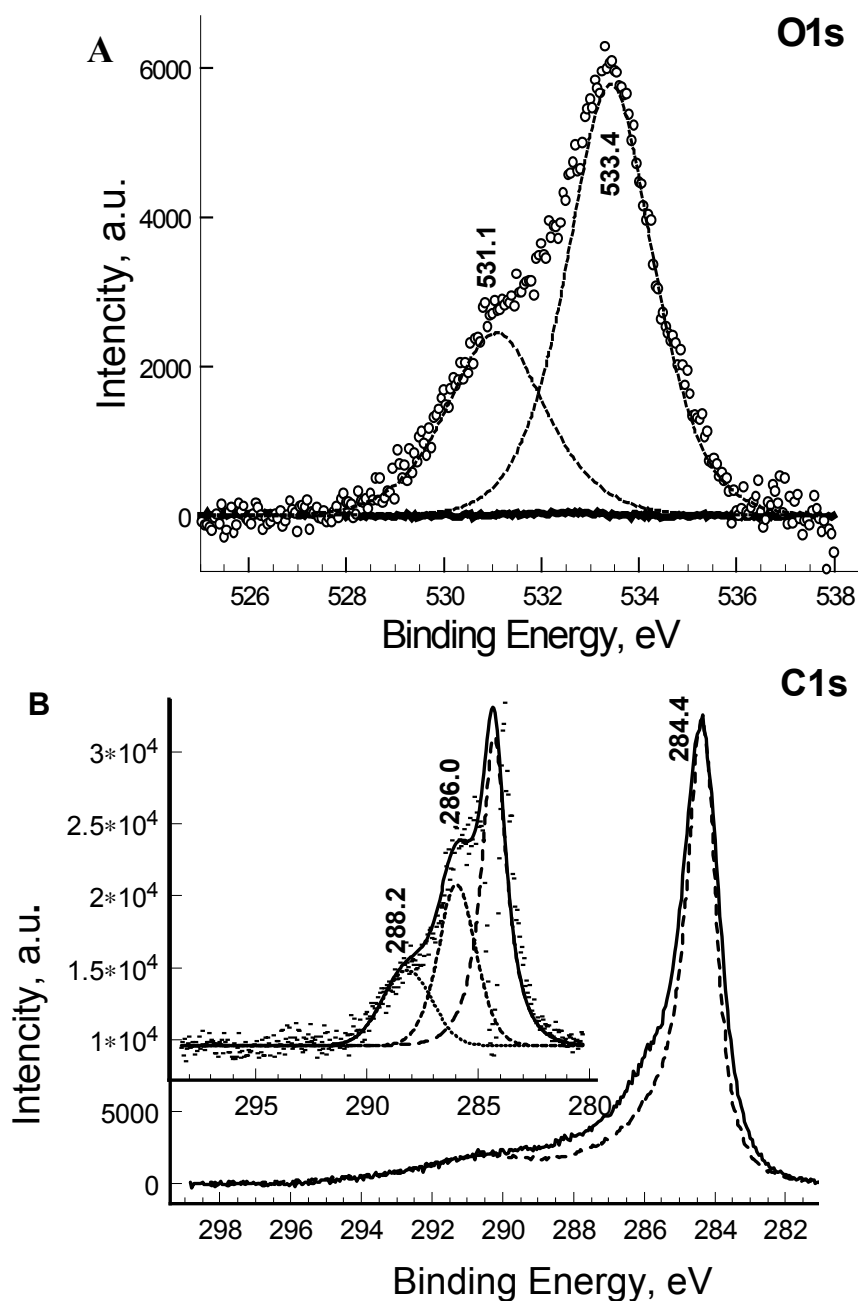 A
O1s
6000
4000
2000
0
531.1
533.4
Intencity, a.u.
526 528 530 532 534 536 538
Binding Energy, eV
B
C1s
284.4
286.0
288.2
3*10⁴
2.5*10⁴
2*10⁴
1.5*10⁴
1*10⁴
5000
0
Intencity, a.u.
295 290 285 280
298 296 294 292 290 288 286 284 282
Binding Energy, eV